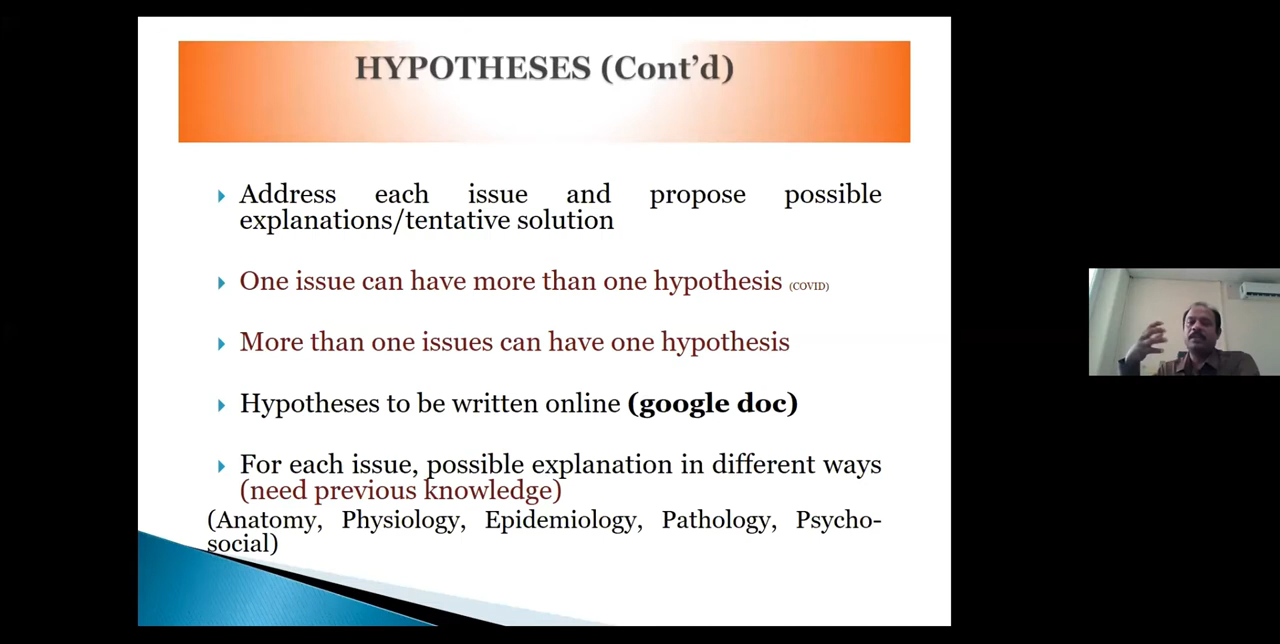 HYPOTHESES (Cont’d)
Address each issue and propose possible
explanations/tentative solution
One issue can have more than one hypothesis (COVID)
More than one issues can have one hypothesis
Hypotheses to be written online (google doc)
For each issue, possible explanation in different ways
(need previous knowledge)
(Anatomy, Physiology, Epidemiology, Pathology, Psycho-
social)